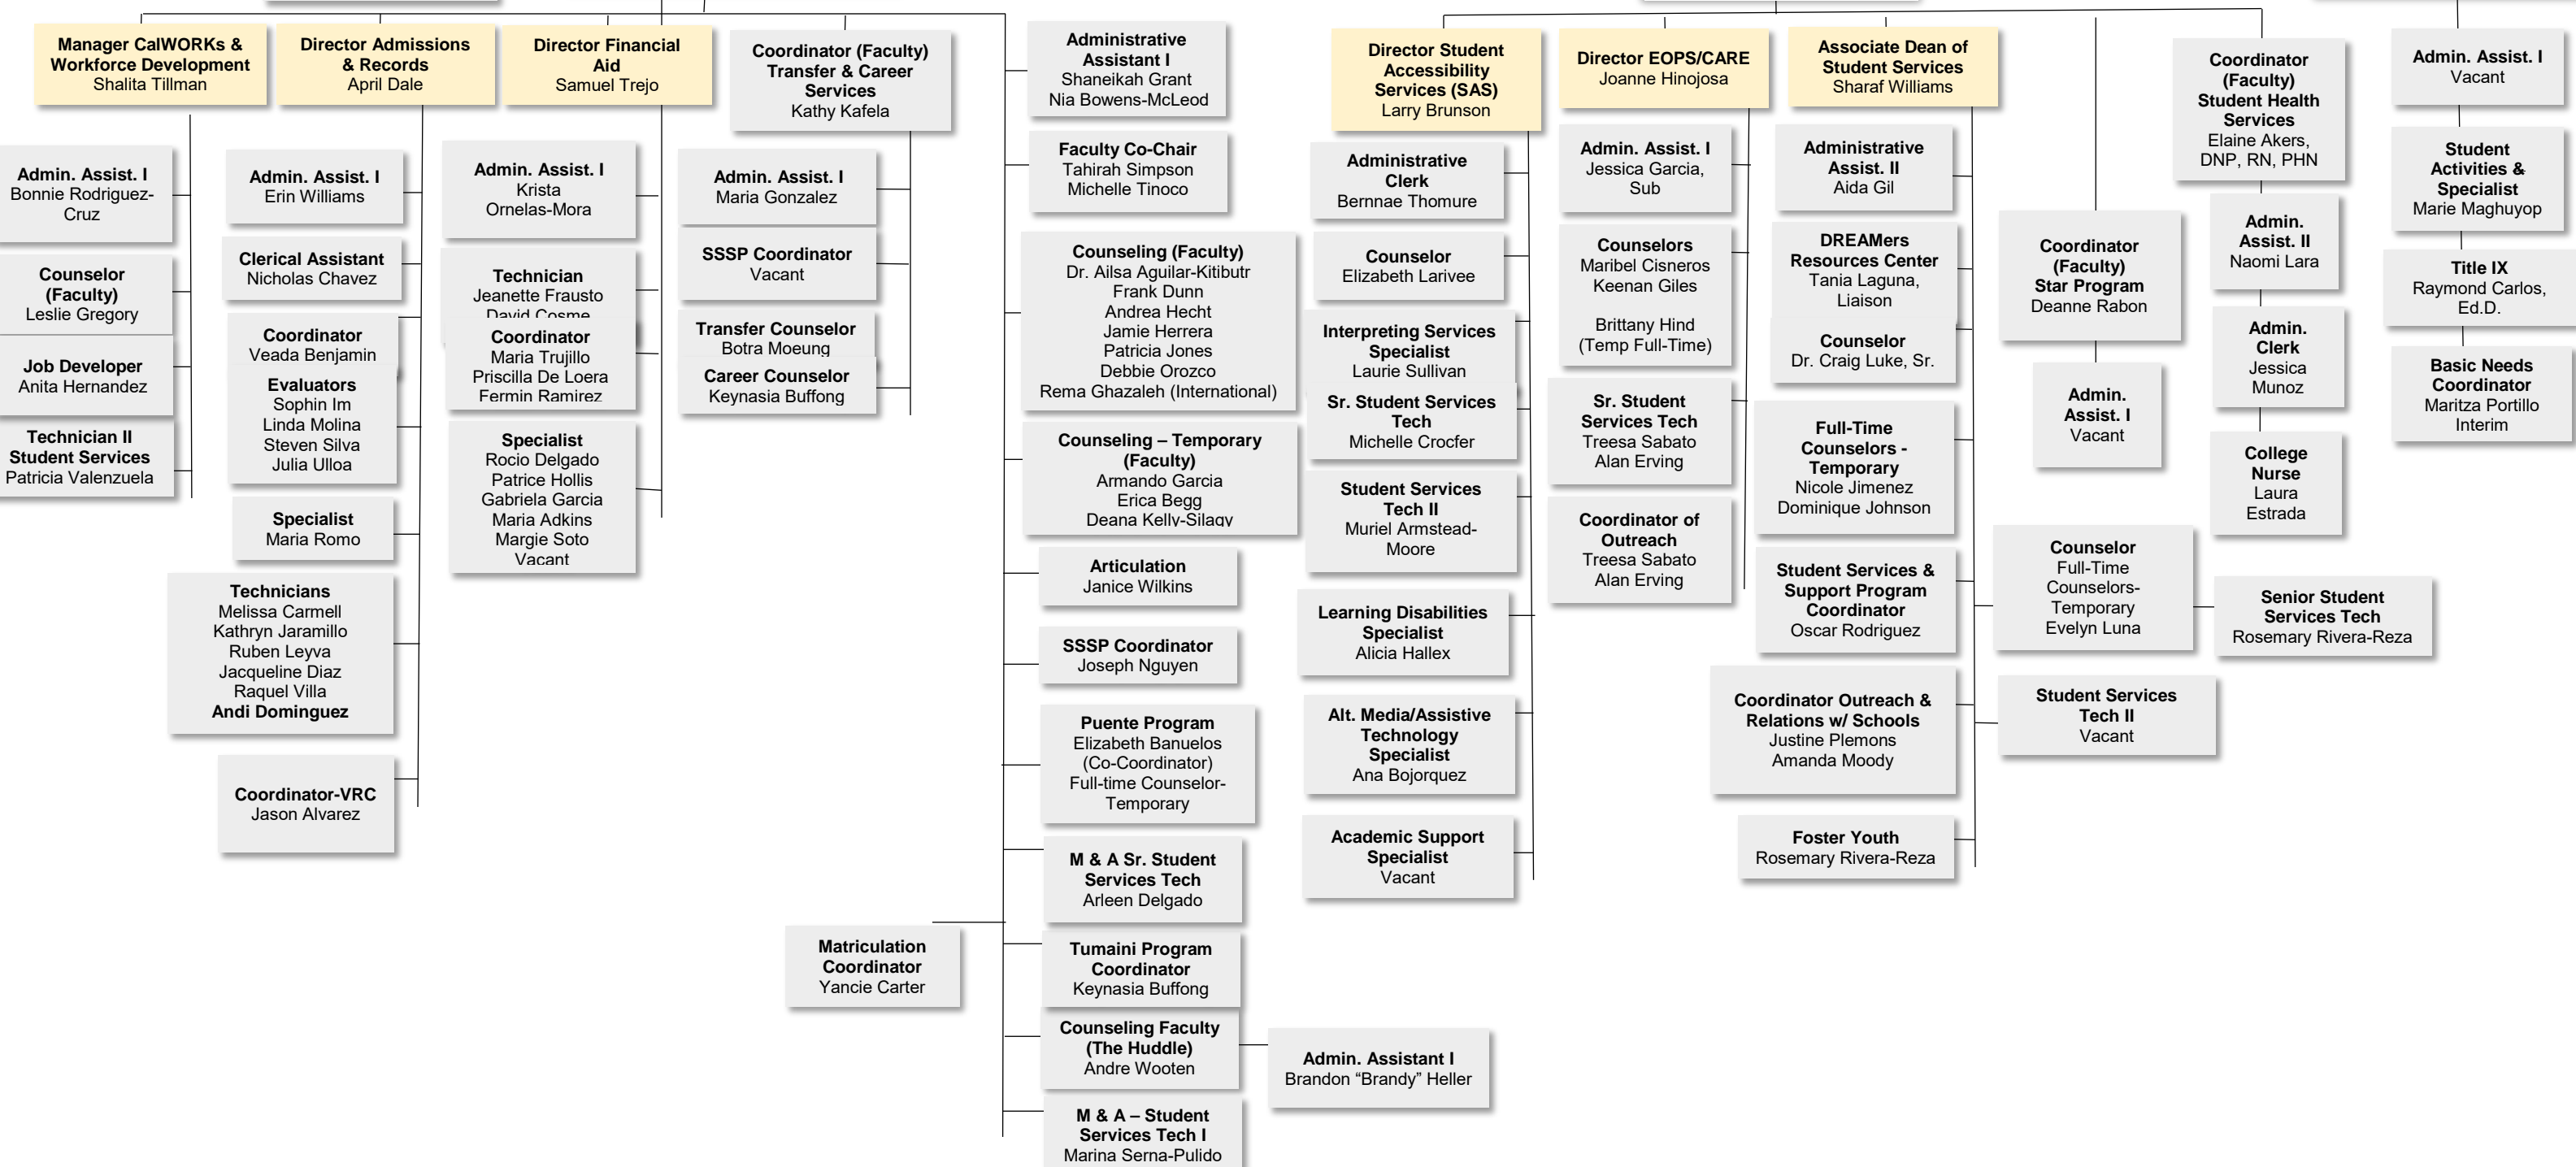 Manager CalWORKs &
Workforce Development
Shalita Tillman
Admin. Assist. I
Bonnie Rodriguez-
Cruz
Counselor
(Faculty)
Leslie Gregory
Job Developer
Anita Hernandez
Technician II
Student Services
Patricia Valenzuela
Director Admissions
& Records
April Dale
Admin. Assist. I
Erin Williams
Clerical Assistant
Nicholas Chavez
Coordinator
Veada Benjamin
Evaluators
Sophin Im
Linda Molina
Steven Silva
Julia Ulloa
Specialist
Maria Romo
Technicians
Melissa Carmell
Kathryn Jaramillo
Ruben Leyva
Jacqueline Diaz
Raquel Villa
Andi Dominguez
Coordinator-VRC
Jason Alvarez
Director Financial
Aid
Samuel Trejo
Admin. Assist. I
Krista
Ornelas-Mora
Technician
Jeanette Frausto
David Cosme
Coordinator
Maria Trujillo
Priscilla De Loera
Fermin Ramirez
Specialist
Rocio Delgado
Patrice Hollis
Gabriela Garcia
Maria Adkins
Margie Soto
Vacant
Coordinator (Faculty)
Transfer & Career
Services
Kathy Kafela
Admin. Assist. I
Maria Gonzalez
SSSP Coordinator
Vacant
Transfer Counselor
Botra Moeung
Career Counselor
Keynasia Buffong
Matriculation
Coordinator
Yancie Carter
Administrative
Assistant I
Shaneikah Grant
Nia Bowens-McLeod
Faculty Co-Chair
Tahirah Simpson
Michelle Tinoco
Counseling (Faculty)
Dr. Ailsa Aguilar-Kitibutr
Frank Dunn
Andrea Hecht
Jamie Herrera
Patricia Jones
Debbie Orozco
Rema Ghazaleh (International)
Counseling – Temporary
(Faculty)
Armando Garcia
Erica Begg
Deana Kelly-Silagy
Articulation
Janice Wilkins
SSSP Coordinator
Joseph Nguyen
Puente Program
Elizabeth Banuelos
(Co-Coordinator)
Full-time Counselor-
Temporary
M & A Sr. Student
Services Tech
Arleen Delgado
Tumaini Program
Coordinator
Keynasia Buffong
Counseling Faculty
(The Huddle)
Andre Wooten
Admin. Assistant I
Brandon “Brandy” Heller
M & A – Student
Services Tech I
Marina Serna-Pulido
Director Student
Accessibility
Services (SAS)
Larry Brunson
Administrative
Clerk
Bernnae Thomure
Counselor
Elizabeth Larivee
Interpreting Services
Specialist
Laurie Sullivan
Sr. Student Services
Tech
Michelle Crocfer
Student Services
Tech II
Muriel Armstead-
Moore
Learning Disabilities
Specialist
Alicia Hallex
Alt. Media/Assistive
Technology
Specialist
Ana Bojorquez
Academic Support
Specialist
Vacant
Director EOPS/CARE
Joanne Hinojosa
Admin. Assist. I
Jessica Garcia,
Sub
Counselors
Maribel Cisneros
Keenan Giles
Brittany Hind
(Temp Full-Time)
Sr. Student
Services Tech
Treesa Sabato
Alan Erving
Coordinator of
Outreach
Treesa Sabato
Alan Erving
Associate Dean of
Student Services
Sharaf Williams
Administrative
Assist. II
Aida Gil
DREAMers
Resources Center
Tania Laguna,
Liaison
Counselor
Dr. Craig Luke, Sr.
Full-Time
Counselors -
Temporary
Nicole Jimenez
Dominique Johnson
Student Services &
Support Program
Coordinator
Oscar Rodriguez
Coordinator Outreach &
Relations w/ Schools
Justine Plemons
Amanda Moody
Foster Youth
Rosemary Rivera-Reza
Coordinator
(Faculty)
Star Program
Deanne Rabon
Admin.
Assist. I
Vacant
Counselor
Full-Time
Counselors-
Temporary
Evelyn Luna
Senior Student
Services Tech
Rosemary Rivera-Reza
Student Services
Tech II
Vacant
Coordinator
(Faculty)
Student Health
Services
Elaine Akers,
DNP, RN, PHN
Admin.
Assist. II
Naomi Lara
Admin.
Clerk
Jessica
Munoz
College
Nurse
Laura
Estrada
Admin. Assist. I
Vacant
Student
Activities &
Specialist
Marie Maghuyop
Title IX
Raymond Carlos,
Ed.D.
Basic Needs
Coordinator
Maritza Portillo
Interim